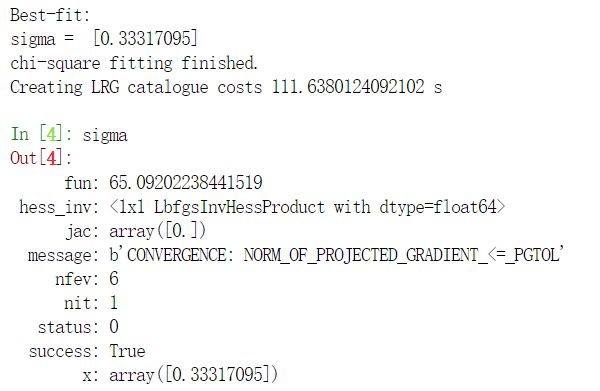 Best-fit:
sigma =  [0.33317095]
chi-square fitting finished.
Creating LRG catalogue costs 111.6380124092102 s
In [4]: sigma
Out[4]:
fun: 65.09202238441519
hess_inv: <1x1 LbfgsInvHessProduct with dtype=float64>
jac: array([0.])
message: b'CONVERGENCE: NORM_OF_PROJECTED_GRADIENT_<=_PGTOL'
nfev: 6
nit: 1
status: 0
success: True
x: array([0.33317095])